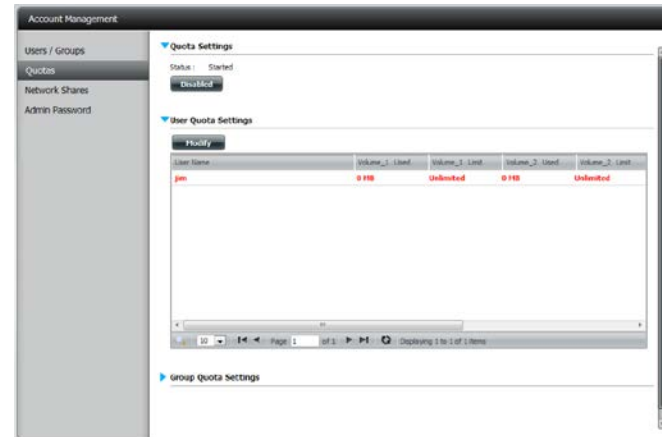 Account Management
Users / Groups
Quotas
Network Shares
Admin Password
Quota Settings
Status : Started
Disabled
User Quota Settings
Modify
User Name Volume_1 Used Volume_1 Limit Volume_2 Used Volume_2 Limit
jim 0 MB Unlimited 0 MB Unlimited
10 Page 1 of 1 Displaying 1 to 1 of 1 items
Group Quota Settings